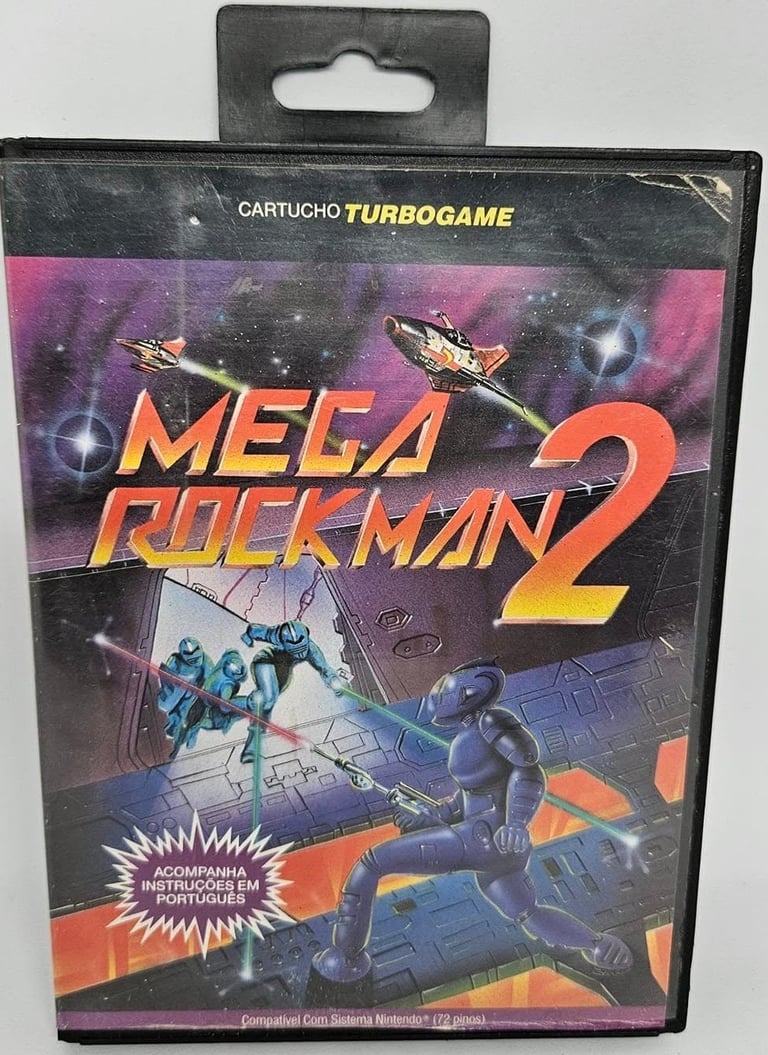 CARTUCHO TURBOGAME
MEGA
ROCKMAN 2
ACOMPANHA
INSTRUÇÕES EM
PORTUGUÊS
Compatível Com Sistema Nintendo® (72 pinos)